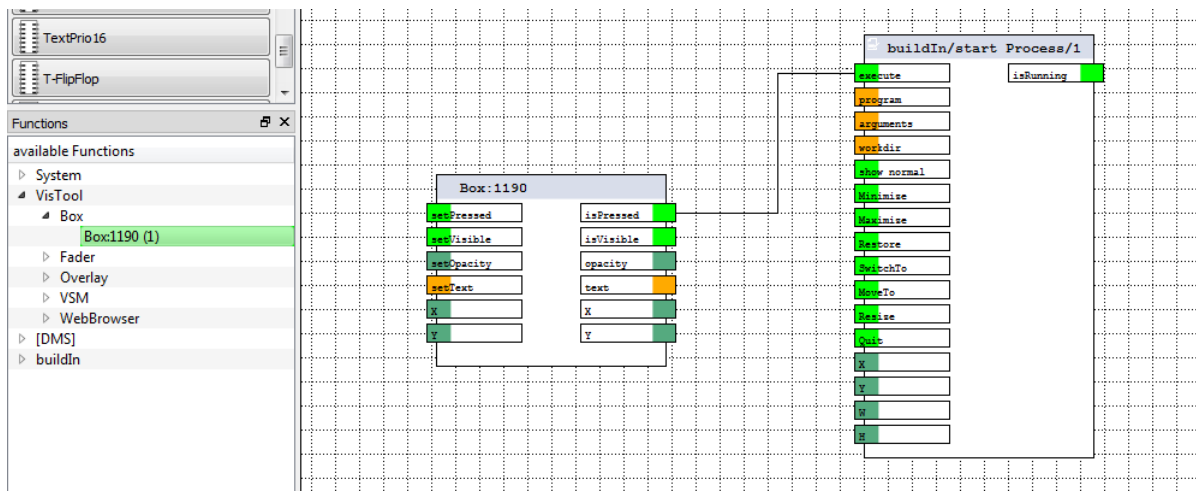 TextPrio16
T-FlipFlop
Functions
available Functions
System
VisTool
Box
Box:1190 (1)
Fader
Overlay
VSM
WebBrowser
[DMS]
buildIn
Box:1190
setPressed
isPressed
setVisible
isVisible
setOpacity
opacity
setText
text
X
X
Y
Y
buildIn/start Process/1
execute
isRunning
program
arguments
workdir
show normal
Minimize
Maximize
Restore
SwitchTo
MoveTo
Resize
Quit
X
Y
W
H